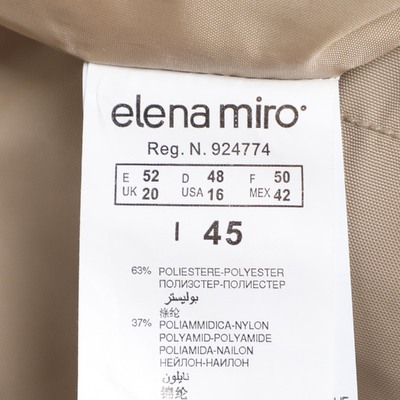 elena miro°
Reg. N. 924774
E 52 D 48 F 50
UK 20 USA 16 MEX 42
I 45
63% POLIESTERE-POLYESTER
ПОЛИЭСТЕР-ПОЛИЕСТЕР
بوليستر
涤纶
37% POLIAMMIDICA-NYLON
POLYAMID-POLYAMIDE
POLIAMIDA-NAILON
НЕЙЛОН-НАИЛОН
نايلون
锦纶